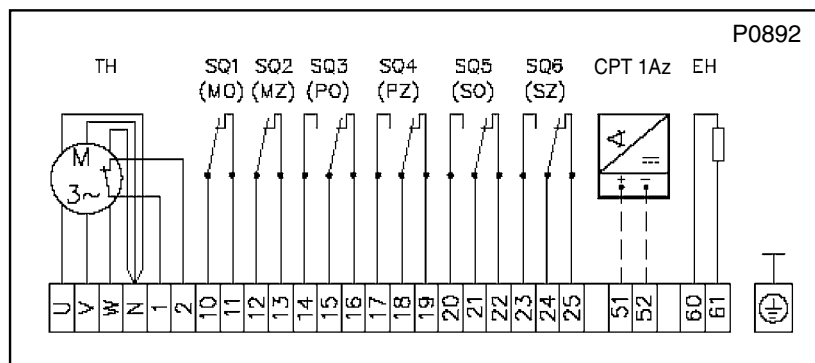 P0892
TH SQ1 SQ2 SQ3 SQ4 SQ5 SQ6 CPT 1Az EH
(MO) (MZ) (PO) (PZ) (SO) (SZ)
M
3~
+ −
U V W N 1 2 10 11 12 13 14 15 16 17 18 19 20 21 22 23 24 25 51 52 60 61